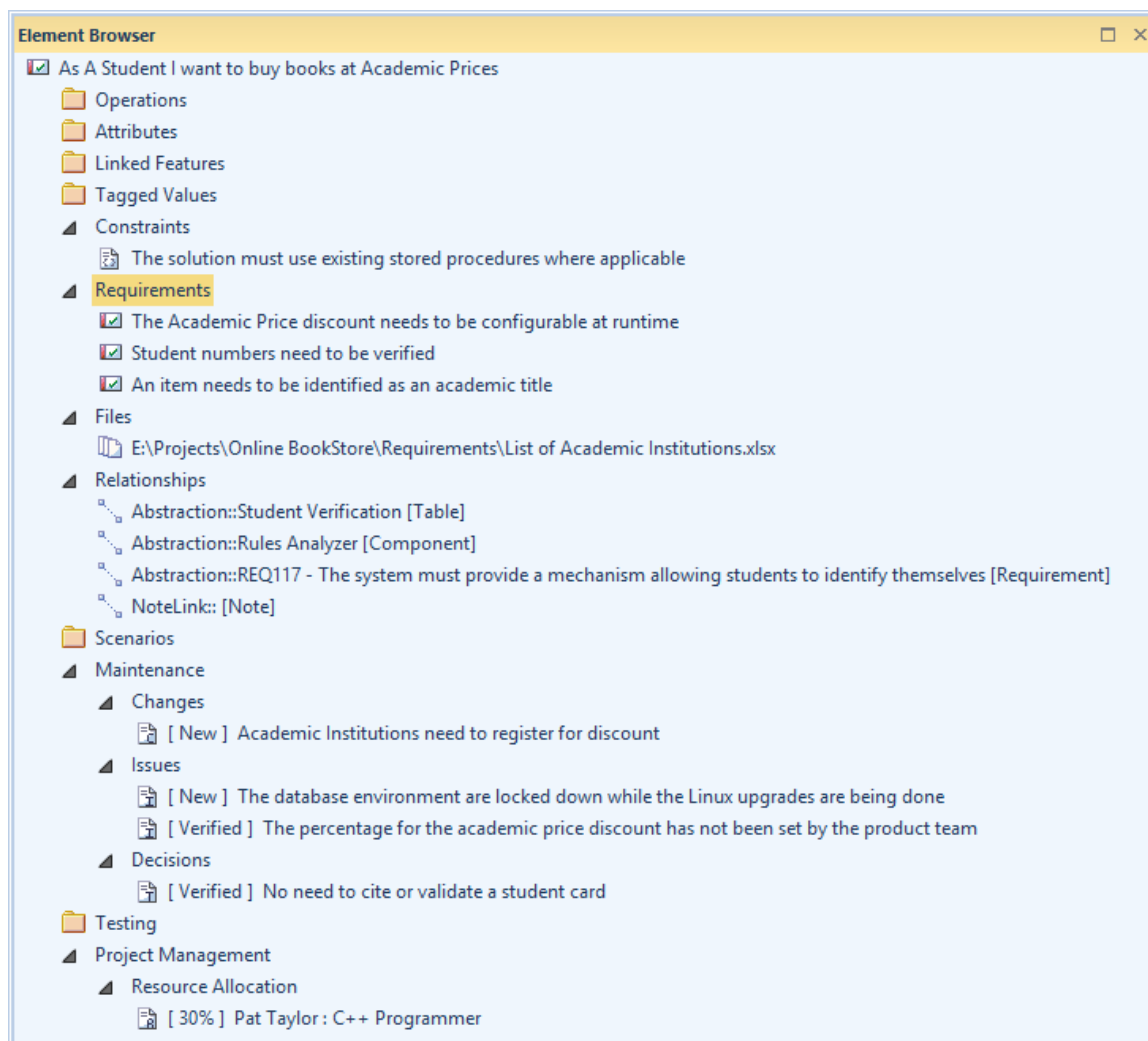 Element Browser
As A Student I want to buy books at Academic Prices
Operations
Attributes
Linked Features
Tagged Values
Constraints
The solution must use existing stored procedures where applicable
Requirements
The Academic Price discount needs to be configurable at runtime
Student numbers need to be verified
An item needs to be identified as an academic title
Files
E:\Projects\Online BookStore\Requirements\List of Academic Institutions.xlsx
Relationships
Abstraction::Student Verification [Table]
Abstraction::Rules Analyzer [Component]
Abstraction::REQ117 - The system must provide a mechanism allowing students to identify themselves [Requirement]
NoteLink:: [Note]
Scenarios
Maintenance
Changes
[ New ] Academic Institutions need to register for discount
Issues
[ New ] The database environment are locked down while the Linux upgrades are being done
[ Verified ] The percentage for the academic price discount has not been set by the product team
Decisions
[ Verified ] No need to cite or validate a student card
Testing
Project Management
Resource Allocation
[ 30% ] Pat Taylor : C++ Programmer